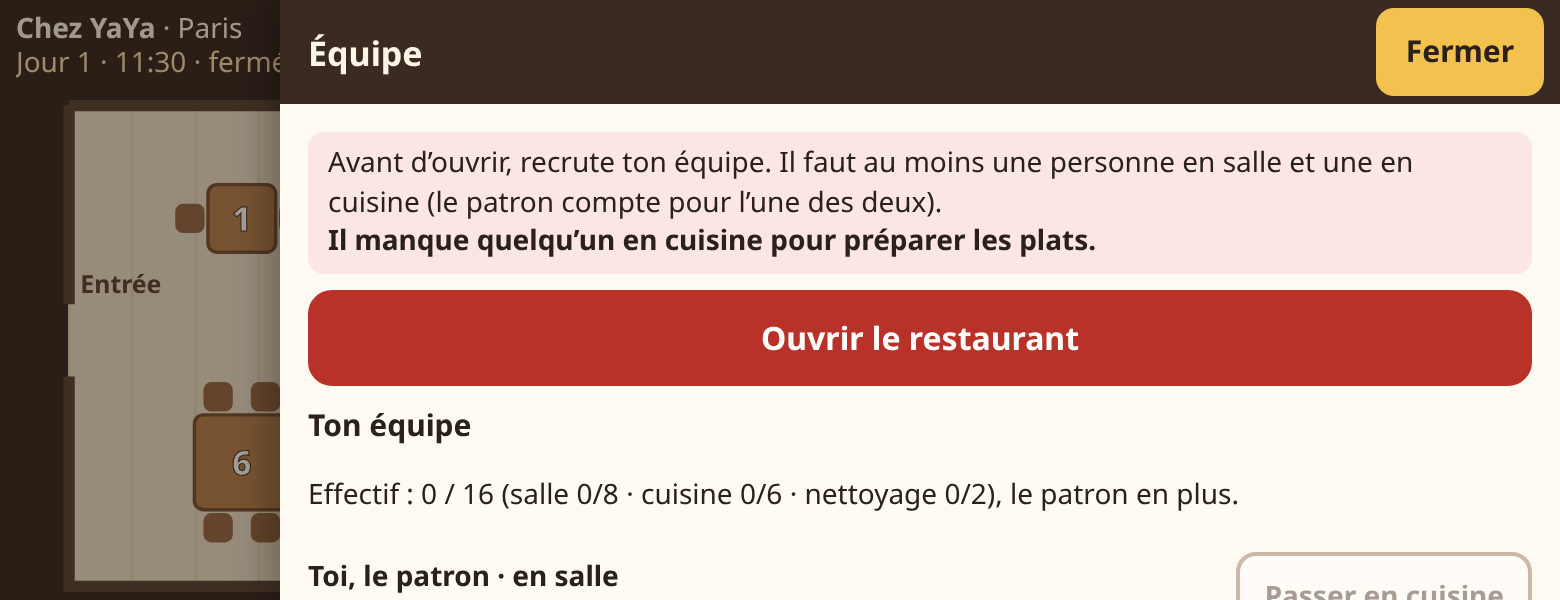 Chez YaYa · Paris
Jour 1 · 11:30 · fermé
Équipe
Fermer
Avant d’ouvrir, recrute ton équipe. Il faut au moins une personne en salle et une en
cuisine (le patron compte pour l’une des deux).
Il manque quelqu’un en cuisine pour préparer les plats.
1
Entrée
Ouvrir le restaurant
Ton équipe
6
Effectif : 0 / 16 (salle 0/8 · cuisine 0/6 · nettoyage 0/2), le patron en plus.
Toi, le patron · en salle
Passer en cuisine